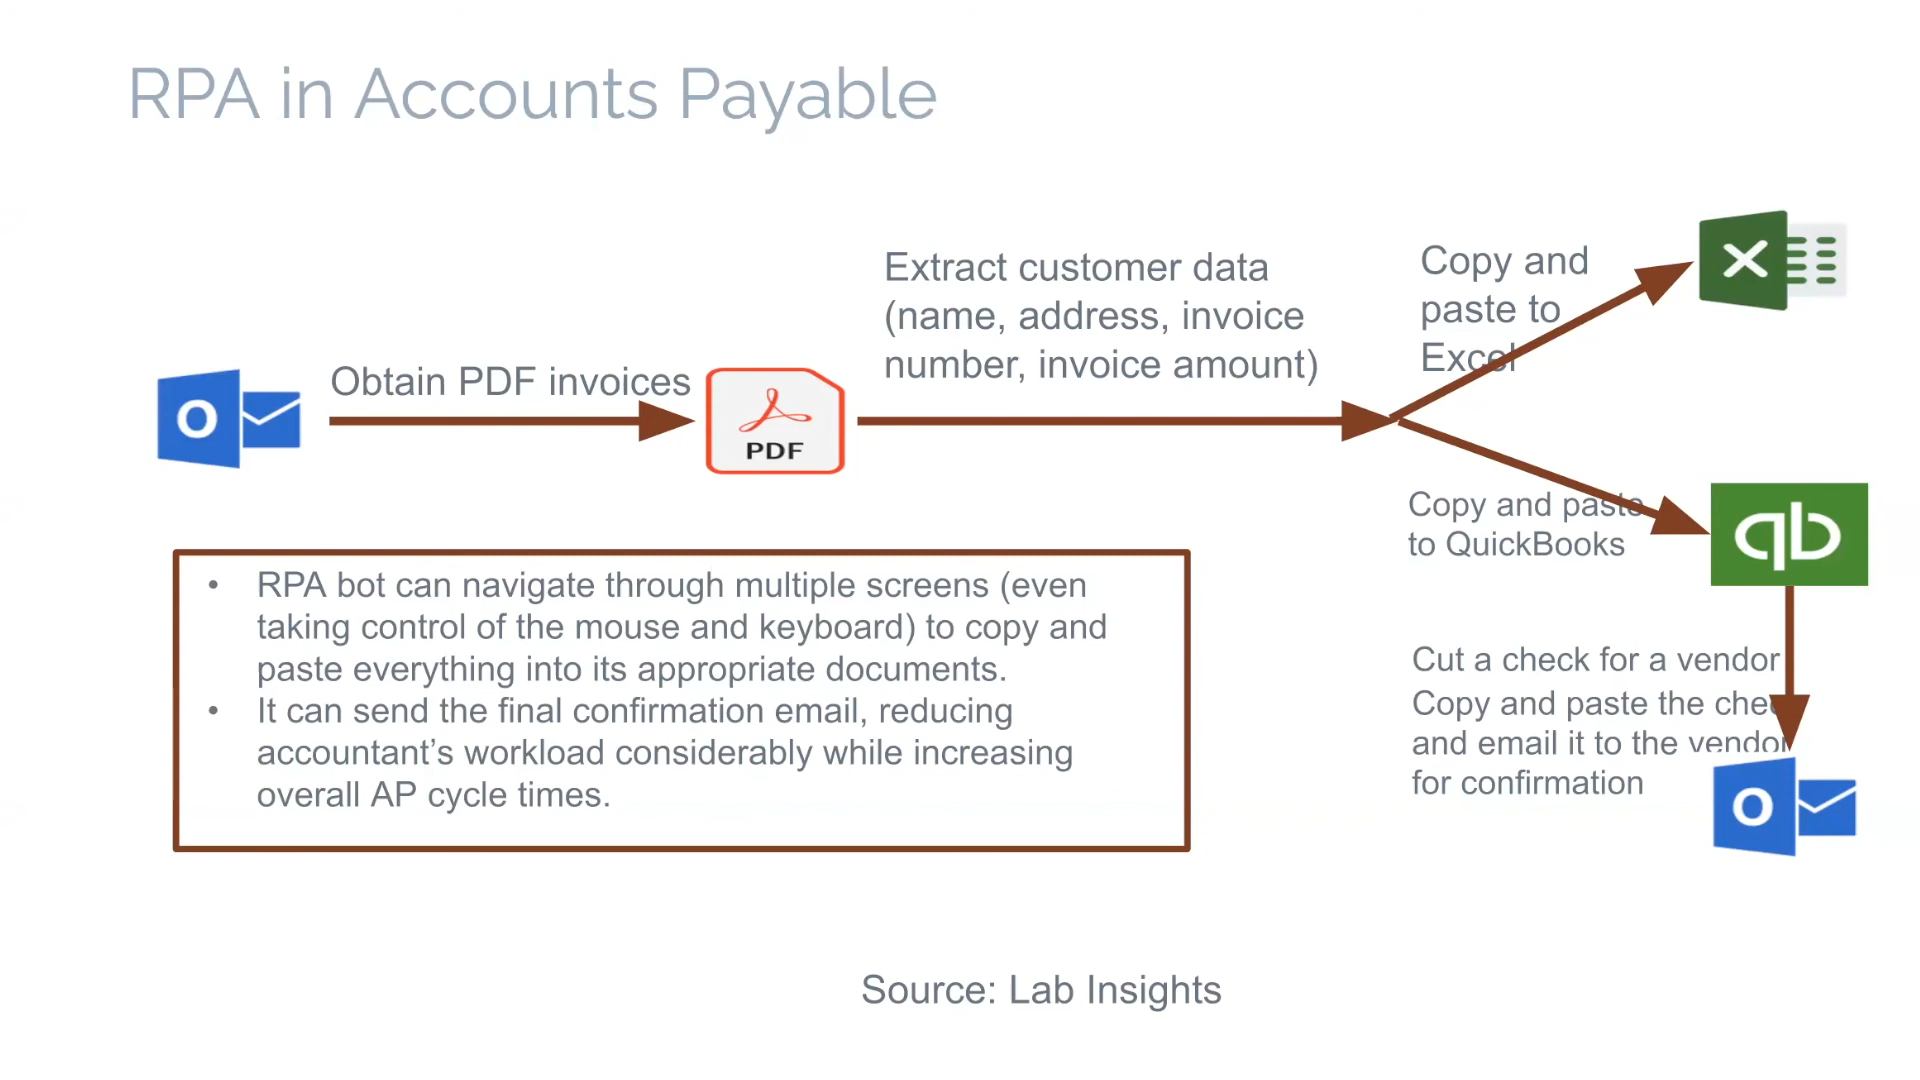 RPA in Accounts Payable
Obtain PDF invoices
PDF
Extract customer data
(name, address, invoice
number, invoice amount)
Copy and
paste to
Excel
Copy and paste
to QuickBooks
Cut a check for a vendor
Copy and paste the check
and email it to the vendor
for confirmation
• RPA bot can navigate through multiple screens (even
taking control of the mouse and keyboard) to copy and
paste everything into its appropriate documents.
• It can send the final confirmation email, reducing
accountant’s workload considerably while increasing
overall AP cycle times.
O
X
qb
O
Source: Lab Insights